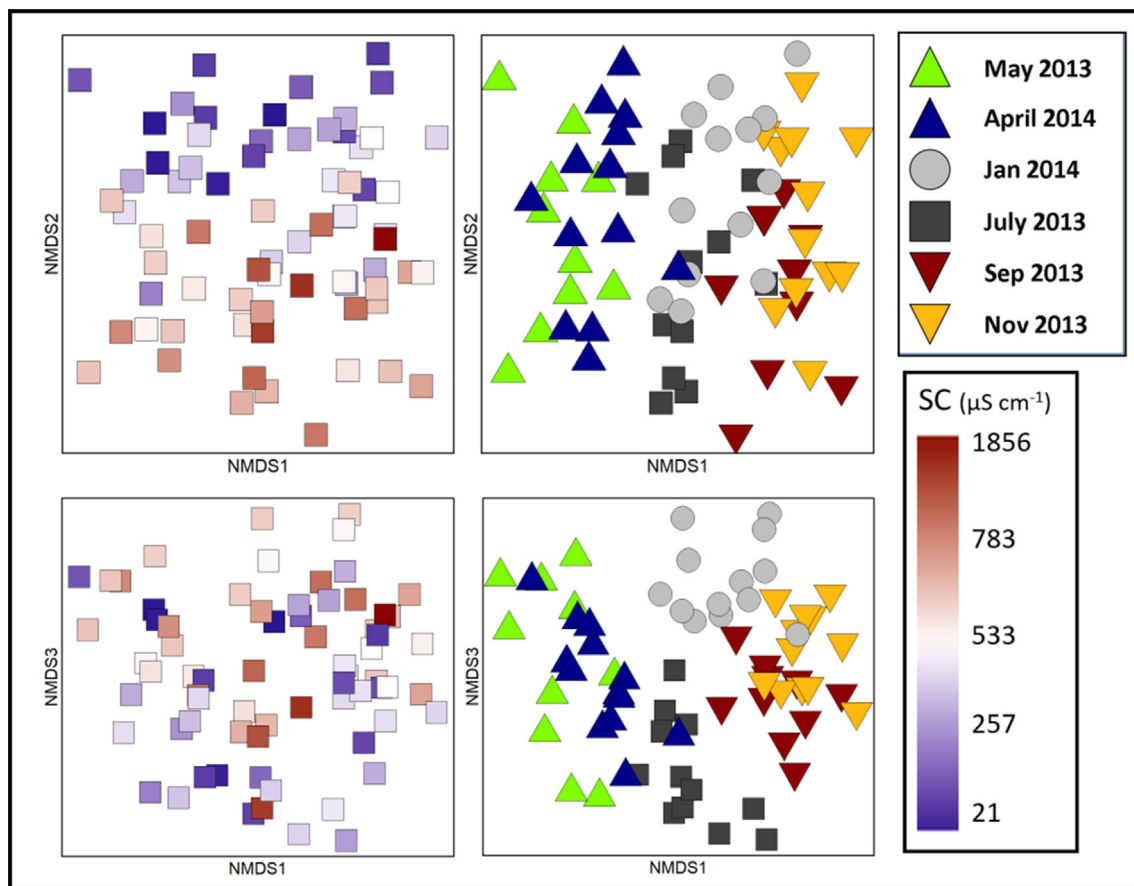 NMDS2
NMDS1
NMDS2
NMDS1
May 2013
April 2014
Jan 2014
July 2013
Sep 2013
Nov 2013
NMDS3
NMDS1
NMDS3
NMDS1
SC (µS cm⁻¹)
1856
783
533
257
21